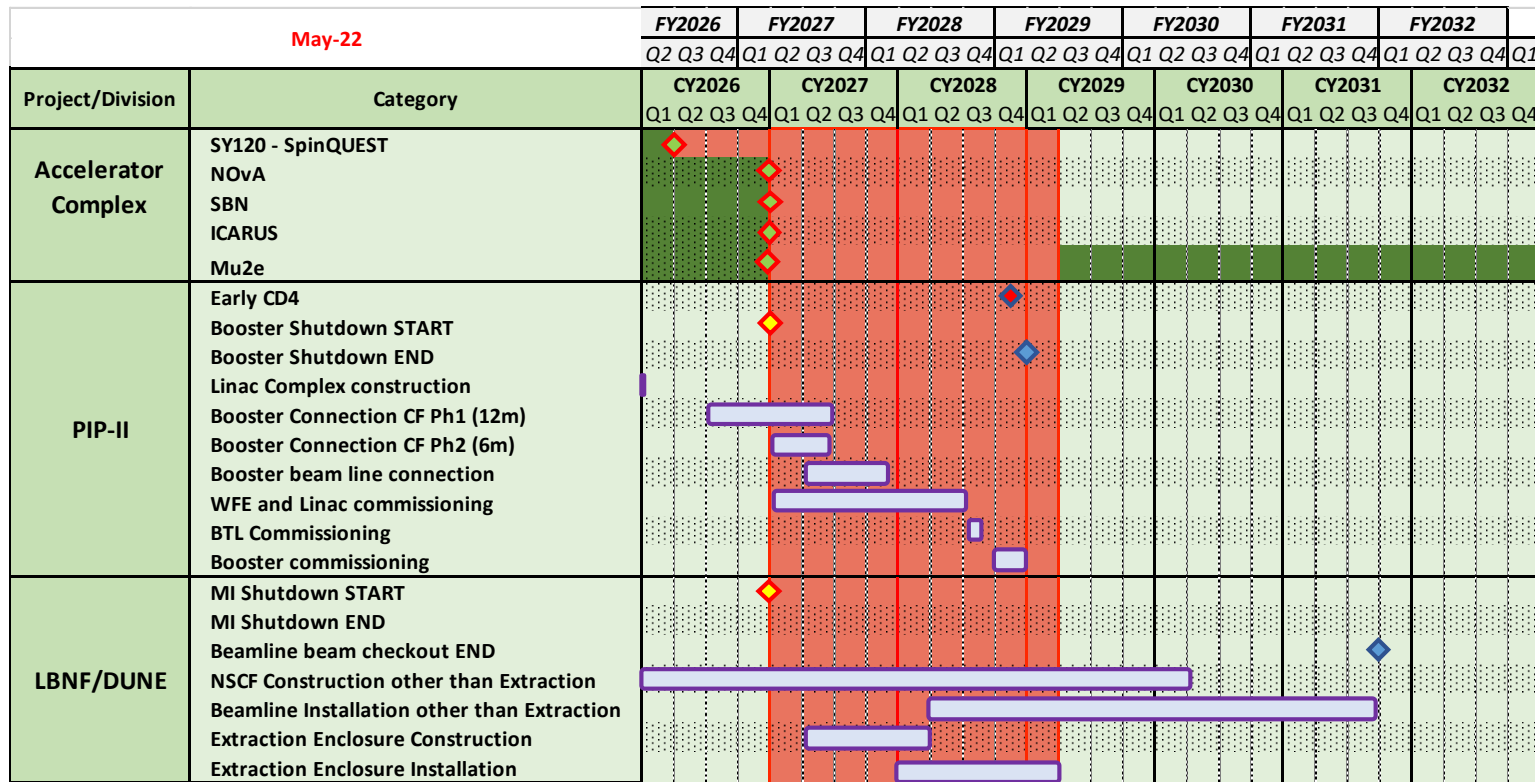 May-22
FY2026 FY2027 FY2028 FY2029 FY2030 FY2031 FY2032
Q2 Q3 Q4 Q1 Q2 Q3 Q4 Q1 Q2 Q3 Q4 Q1 Q2 Q3 Q4 Q1 Q2 Q3 Q4 Q1 Q2 Q3 Q4 Q1 Q2 Q3 Q4 Q1
Project/Division Category CY2026 CY2027 CY2028 CY2029 CY2030 CY2031 CY2032
Q1 Q2 Q3 Q4 Q1 Q2 Q3 Q4 Q1 Q2 Q3 Q4 Q1 Q2 Q3 Q4 Q1 Q2 Q3 Q4 Q1 Q2 Q3 Q4 Q1 Q2 Q3 Q4
Accelerator Complex
SY120 - SpinQUEST
NOvA
SBN
ICARUS
Mu2e
PIP-II
Early CD4
Booster Shutdown START
Booster Shutdown END
Linac Complex construction
Booster Connection CF Ph1 (12m)
Booster Connection CF Ph2 (6m)
Booster beam line connection
WFE and Linac commissioning
BTL Commissioning
Booster commissioning
LBNF/DUNE
MI Shutdown START
MI Shutdown END
Beamline beam checkout END
NSCF Construction other than Extraction
Beamline Installation other than Extraction
Extraction Enclosure Construction
Extraction Enclosure Installation